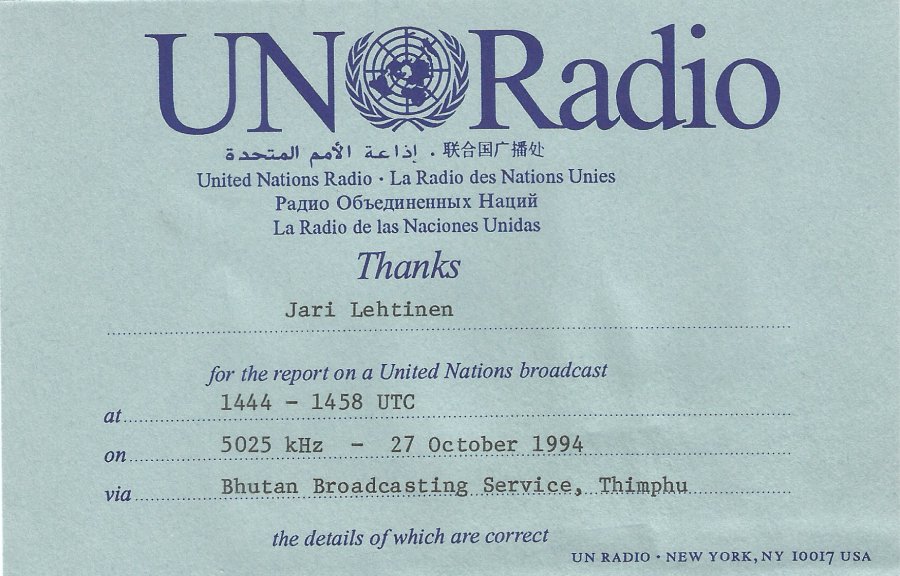 UN Radio
إذاعة الأمم المتحدة · 联合国广播处
United Nations Radio · La Radio des Nations Unies
Радио Объединенных Наций
La Radio de las Naciones Unidas
Thanks
Jari Lehtinen
for the report on a United Nations broadcast
at 1444 - 1458 UTC
on 5025 kHz - 27 October 1994
via Bhutan Broadcasting Service, Thimphu
the details of which are correct
UN RADIO · NEW YORK, NY 10017 USA